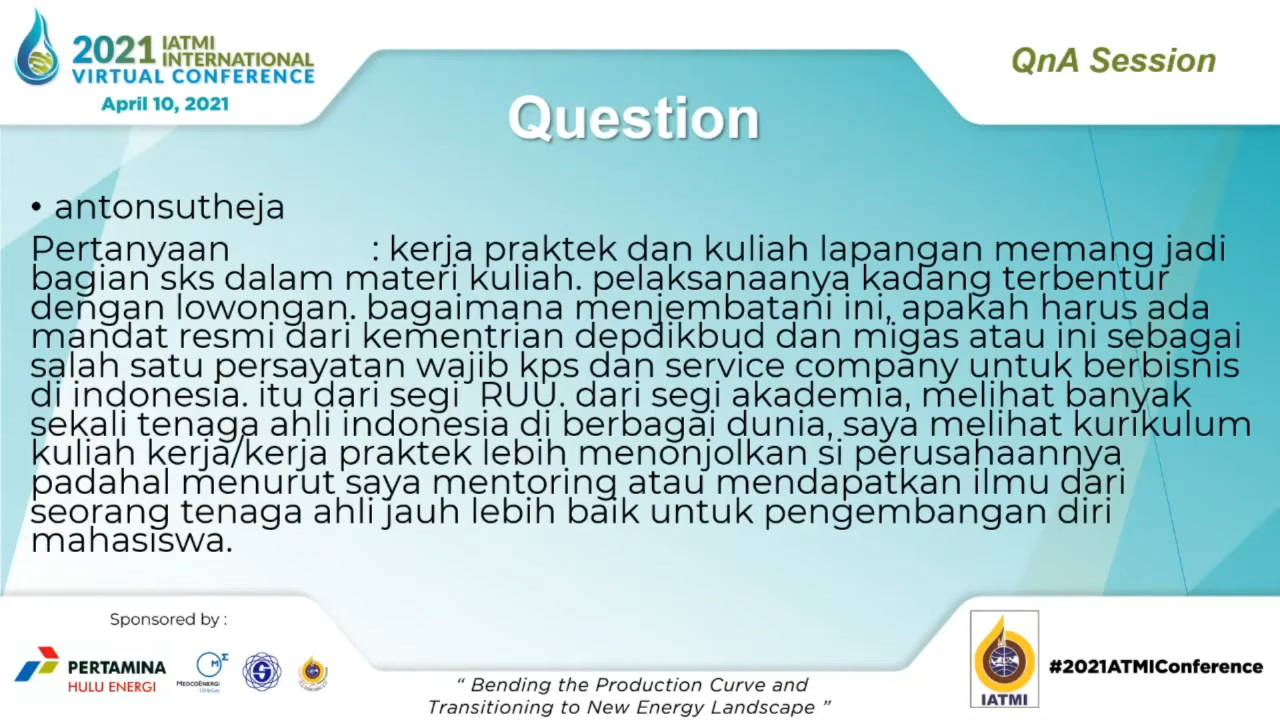 2021 IATMI
INTERNATIONAL
VIRTUAL CONFERENCE
April 10, 2021
QnA Session
Question
• antonsutheja
Pertanyaan : kerja praktek dan kuliah lapangan memang jadi
bagian sks dalam materi kuliah. pelaksanaanya kadang terbentur
dengan lowongan. bagaimana menjembatani ini, apakah harus ada
mandat resmi dari kementrian depdikbud dan migas atau ini sebagai
salah satu persayatan wajib kps dan service company untuk berbisnis
di indonesia. itu dari segi RUU. dari segi akademia, melihat banyak
sekali tenaga ahli indonesia di berbagai dunia, saya melihat kurikulum
kuliah kerja/kerja praktek lebih menonjolkan si perusahaannya
padahal menurut saya mentoring atau mendapatkan ilmu dari
seorang tenaga ahli jauh lebih baik untuk pengembangan diri
mahasiswa.
Sponsored by :
PERTAMINA
HULU ENERGI
MEDCOENERGI
Oil & Gas
“ Bending the Production Curve and
Transitioning to New Energy Landscape ”
IATMI
#2021ATMIConference